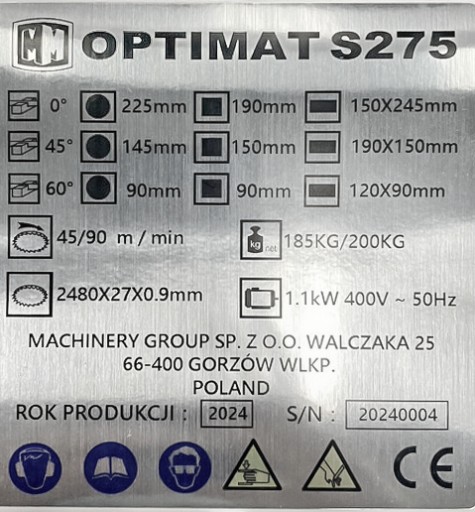 MM OPTIMAT S275
0° 225mm 190mm 150X245mm
45° 145mm 150mm 190X150mm
60° 90mm 90mm 120X90mm
45/90 m / min kg net 185KG/200KG
2480X27X0.9mm 1.1kW 400V ~ 50Hz
MACHINERY GROUP SP. Z O.O. WALCZAKA 25
66-400 GORZÓW WLKP.
POLAND
ROK PRODUKCJI : 2024 S/N : 20240004
CE